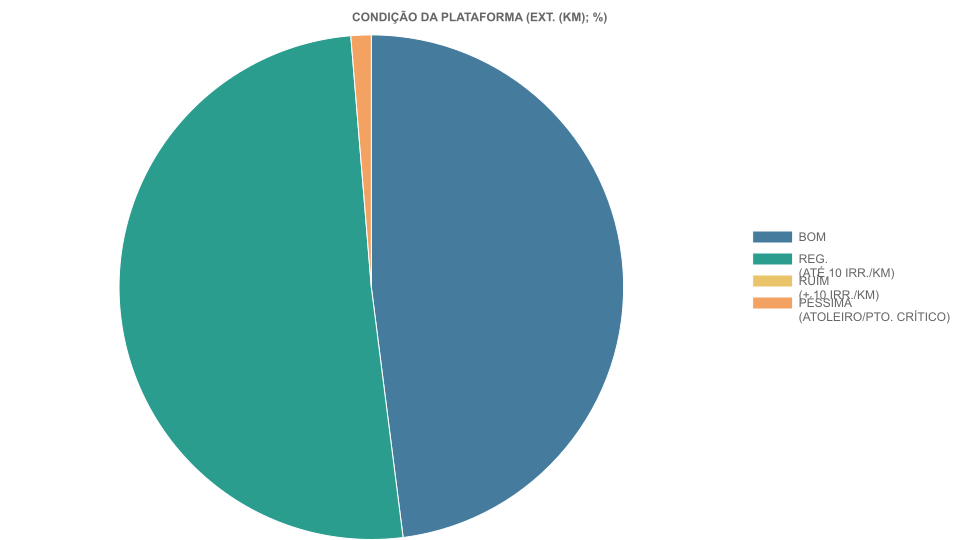 CONDIÇÃO DA PLATAFORMA (EXT. (KM); %)
BOM
REG.
(ATÉ 10 IRR./KM)
RUIM
(+ 10 IRR./KM)
PÉSSIMA
(ATOLEIRO/PTO. CRÍTICO)